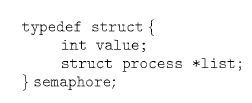 typedef struct {
int value;
struct process *list;
} semaphore;